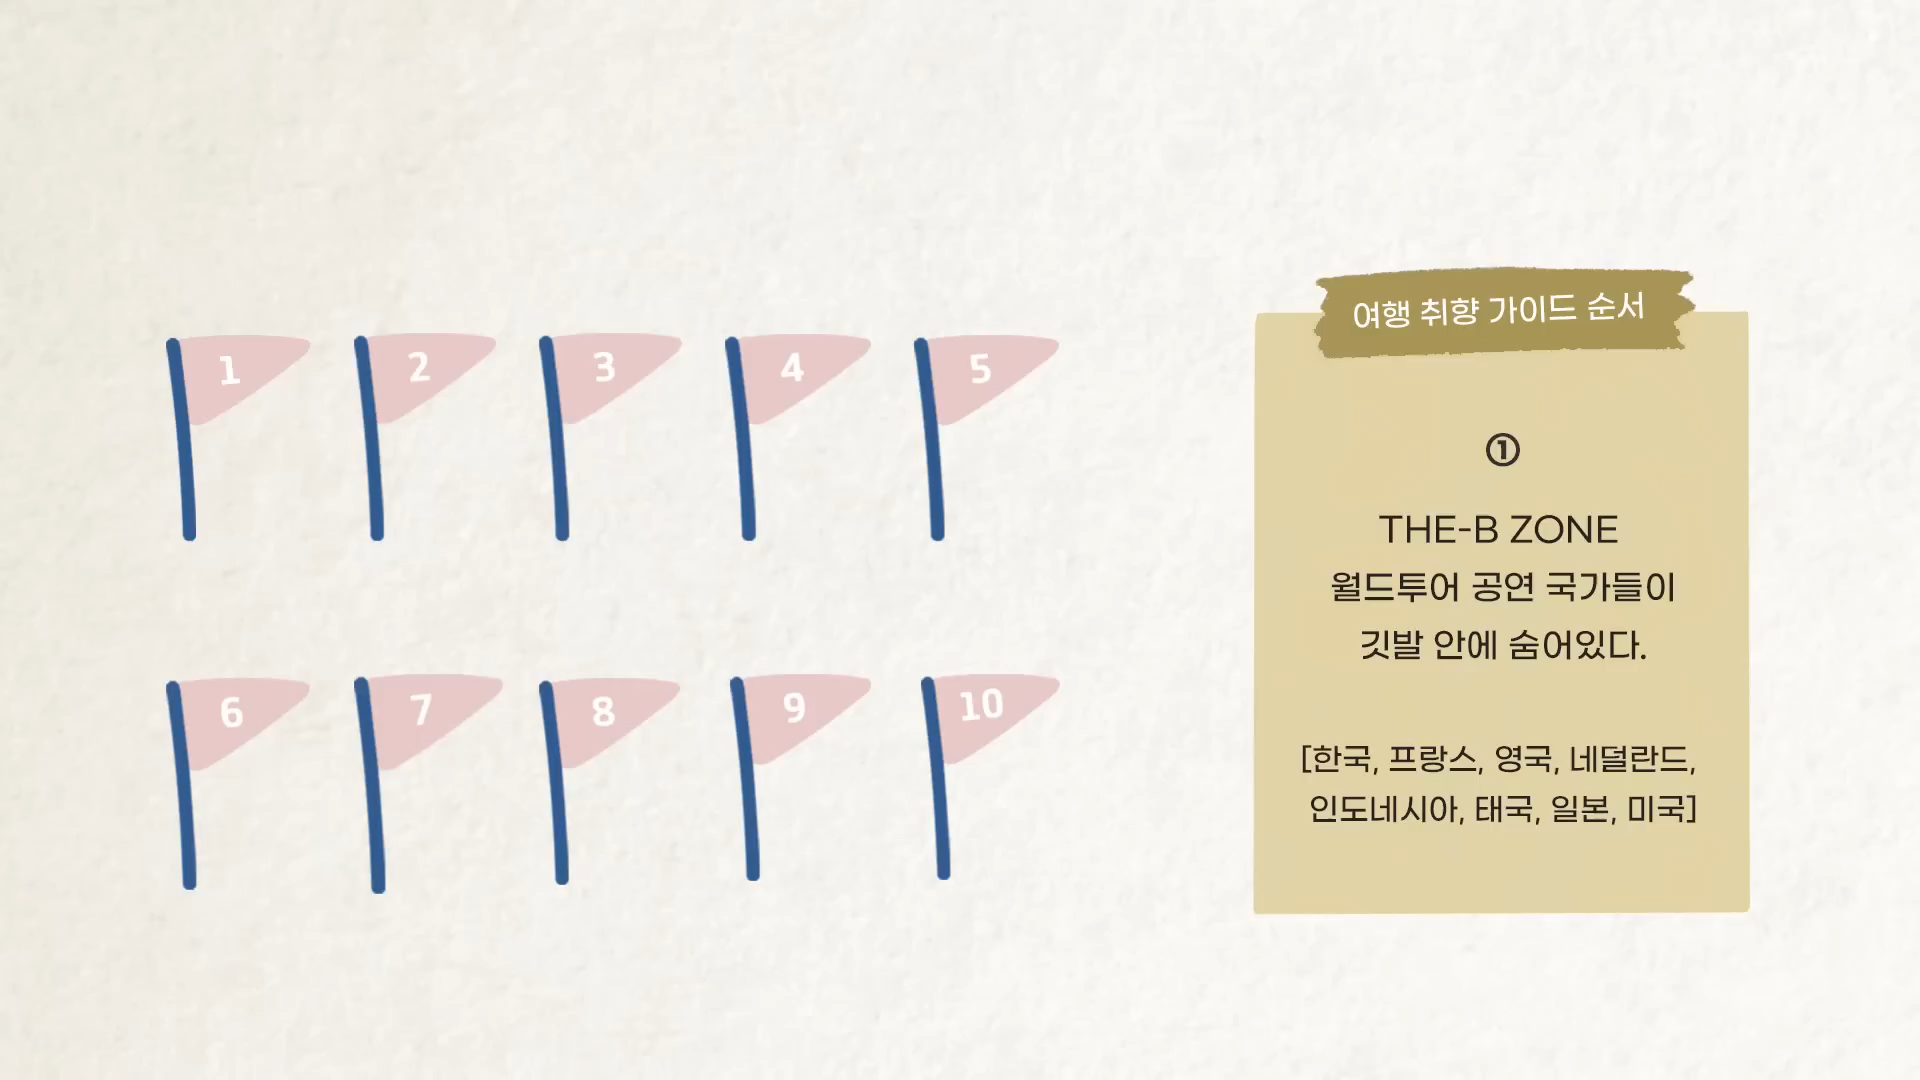 1 2 3 4 5
6 7 8 9 10
여행 취향 가이드 순서
①
THE-B ZONE
월드투어 공연 국가들이
깃발 안에 숨어있다.
[한국, 프랑스, 영국, 네덜란드,
인도네시아, 태국, 일본, 미국]